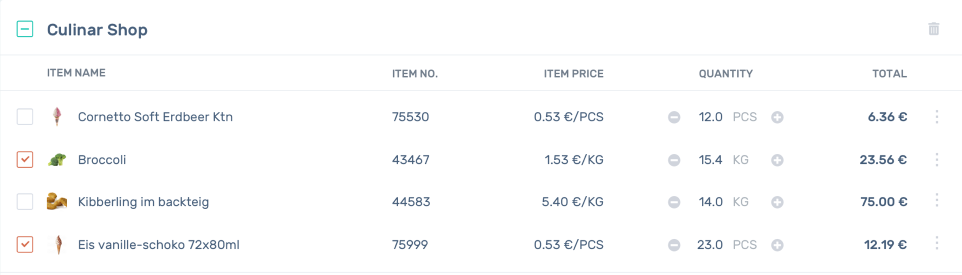 Culinar Shop
ITEM NAME ITEM NO. ITEM PRICE QUANTITY TOTAL
Cornetto Soft Erdbeer Ktn 75530 0.53 €/PCS 12.0 PCS 6.36 €
Broccoli 43467 1.53 €/KG 15.4 KG 23.56 €
Kibberling im backteig 44583 5.40 €/KG 14.0 KG 75.00 €
Eis vanille-schoko 72x80ml 75999 0.53 €/PCS 23.0 PCS 12.19 €